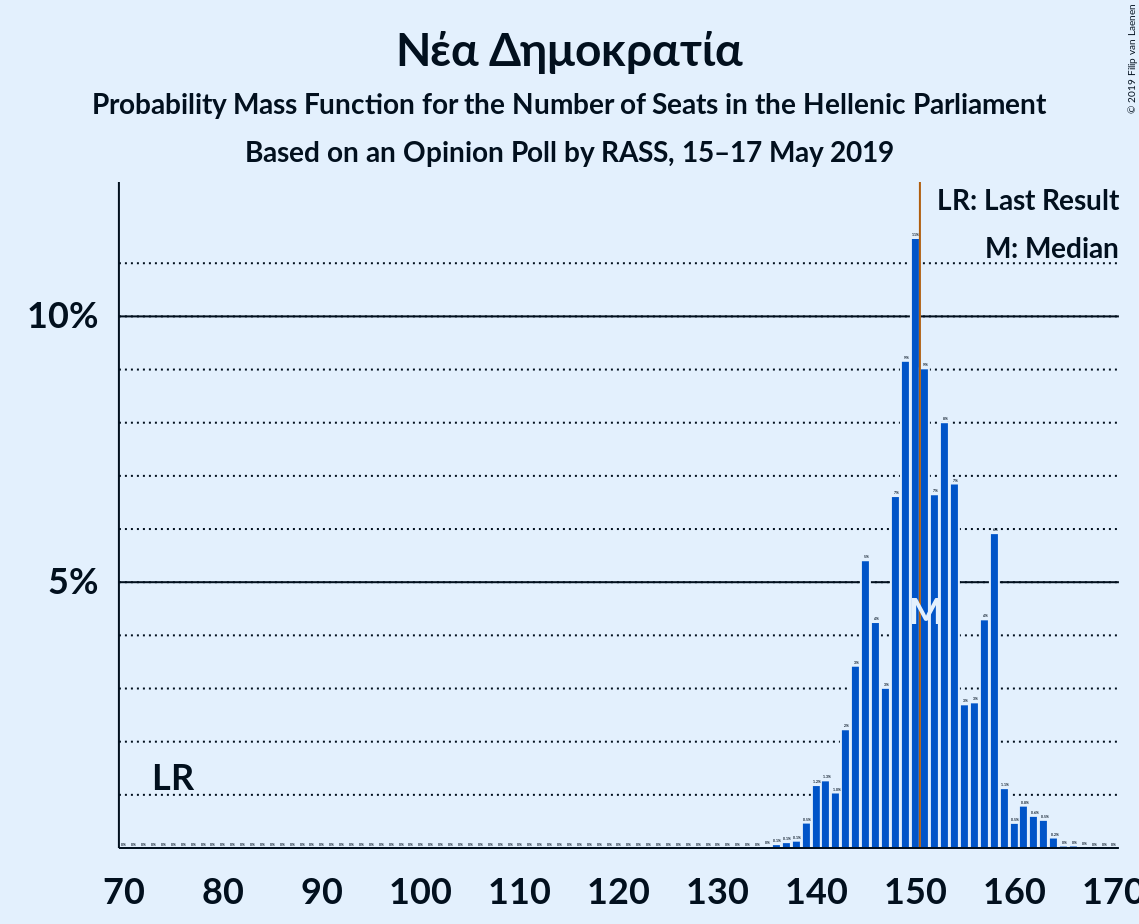 Νέα Δημοκρατία
Probability Mass Function for the Number of Seats in the Hellenic Parliament
Based on an Opinion Poll by RASS, 15–17 May 2019
© 2019 Filip van Laenen
LR: Last Result
M: Median
10%
5%
M
LR
70 80 90 100 110 120 130 140 150 160 170